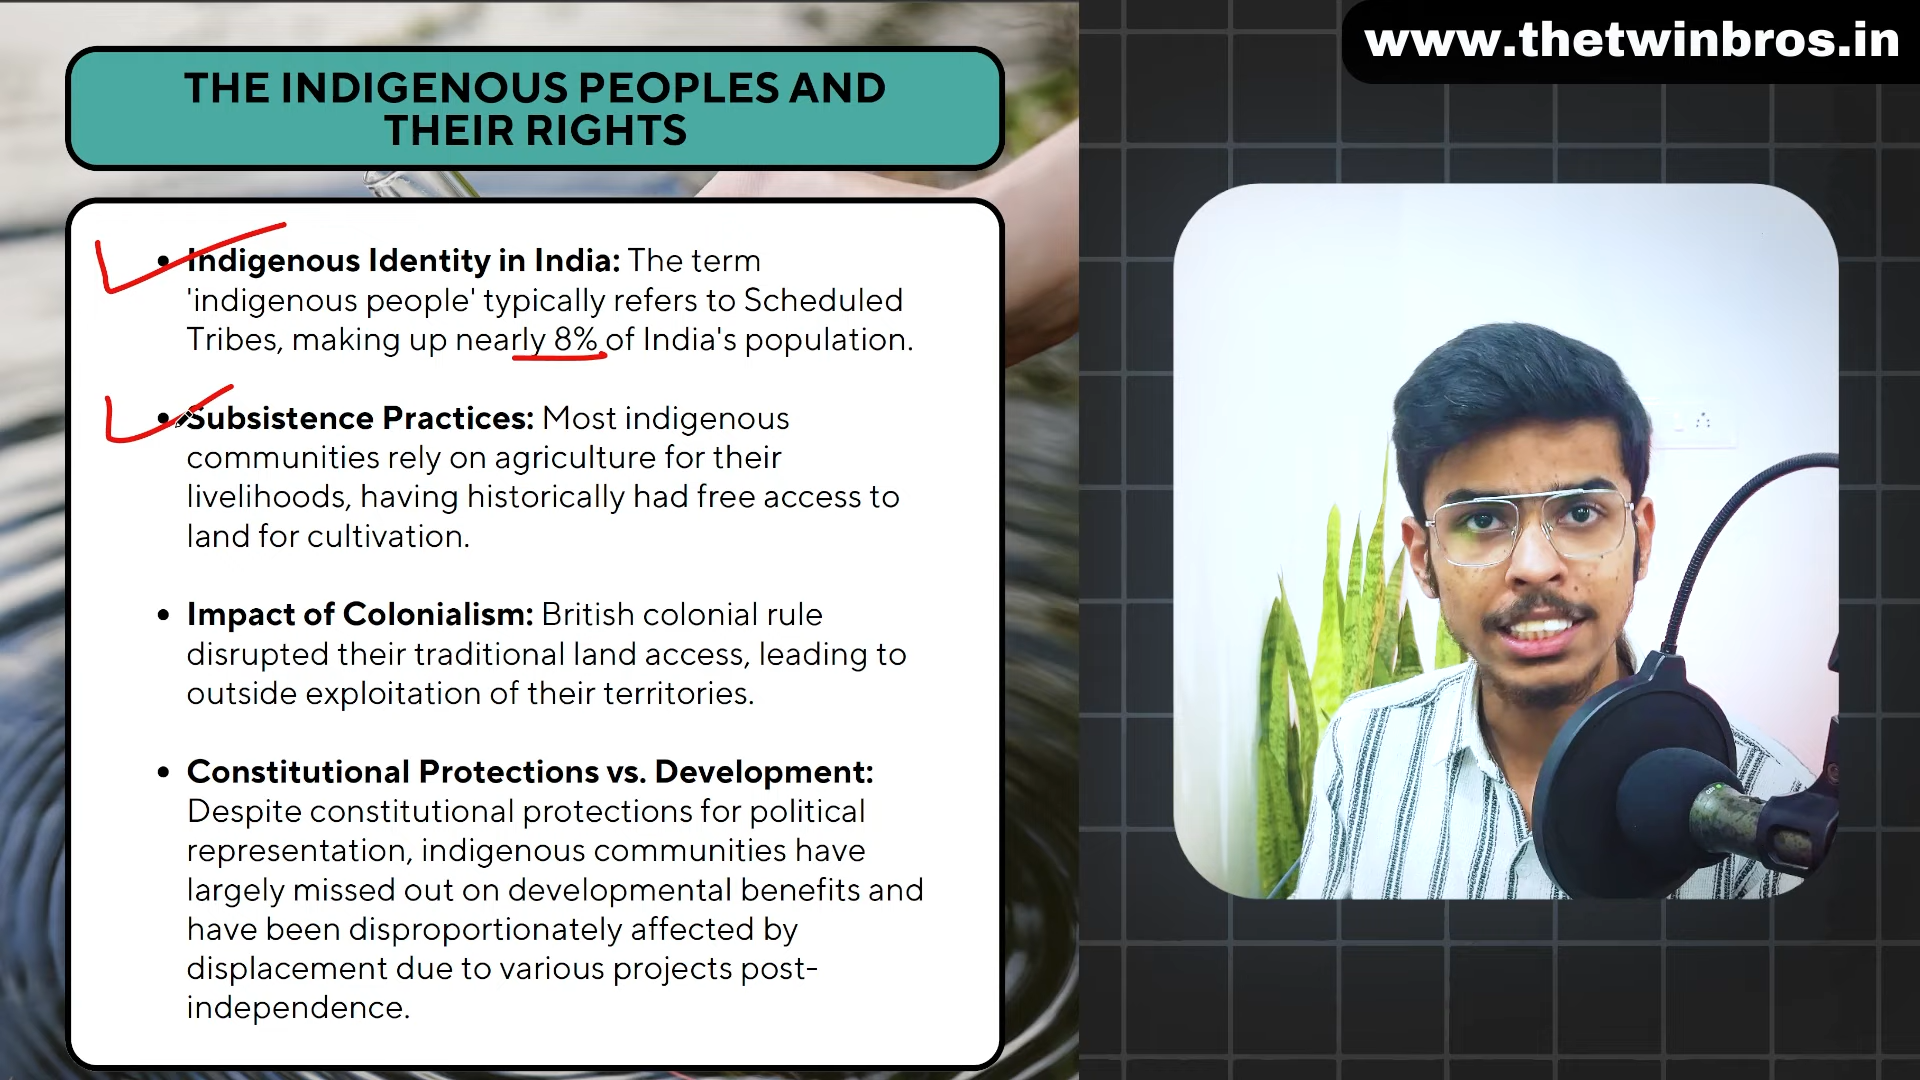 www.thetwinbros.in
THE INDIGENOUS PEOPLES AND
THEIR RIGHTS
• Indigenous Identity in India: The term
'indigenous people' typically refers to Scheduled
Tribes, making up nearly 8% of India's population.
• Subsistence Practices: Most indigenous
communities rely on agriculture for their
livelihoods, having historically had free access to
land for cultivation.
• Impact of Colonialism: British colonial rule
disrupted their traditional land access, leading to
outside exploitation of their territories.
• Constitutional Protections vs. Development:
Despite constitutional protections for political
representation, indigenous communities have
largely missed out on developmental benefits and
have been disproportionately affected by
displacement due to various projects post-
independence.